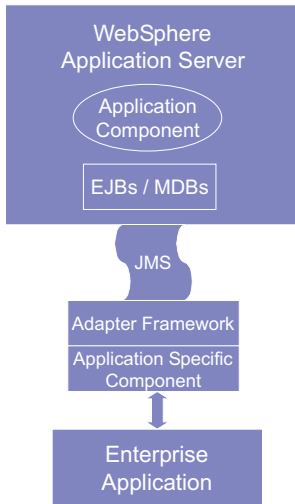 WebSphere
Application Server
Application
Component
EJBs / MDBs
JMS
Adapter Framework
Application Specific
Component
Enterprise
Application